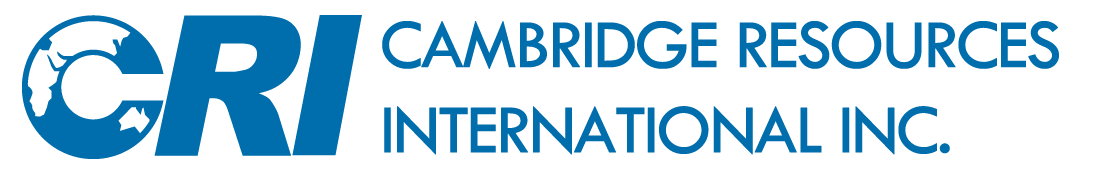 CRI
CAMBRIDGE RESOURCES
INTERNATIONAL INC.